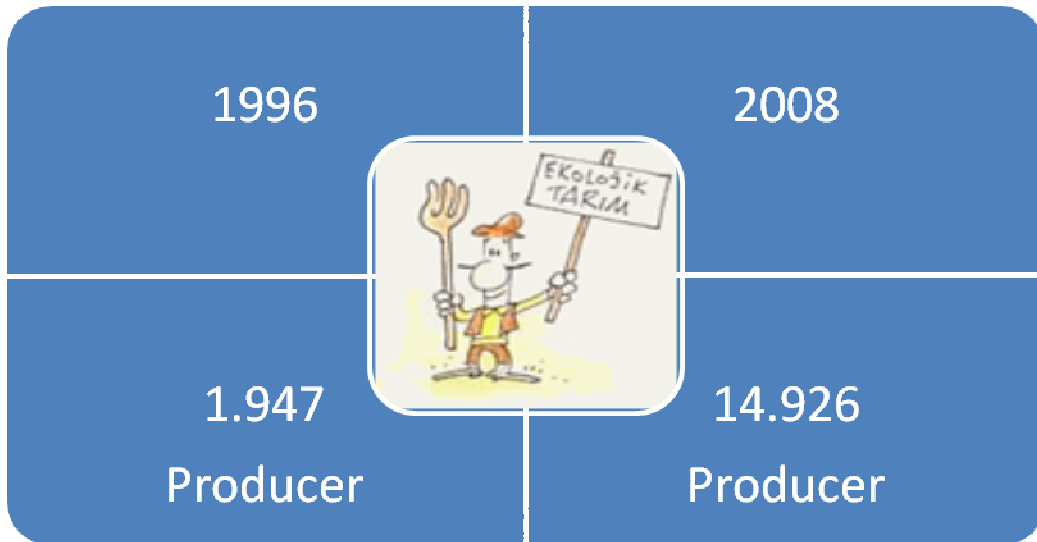 1996
2008
EKOLOJİK
TARIM
1.947
Producer
14.926
Producer